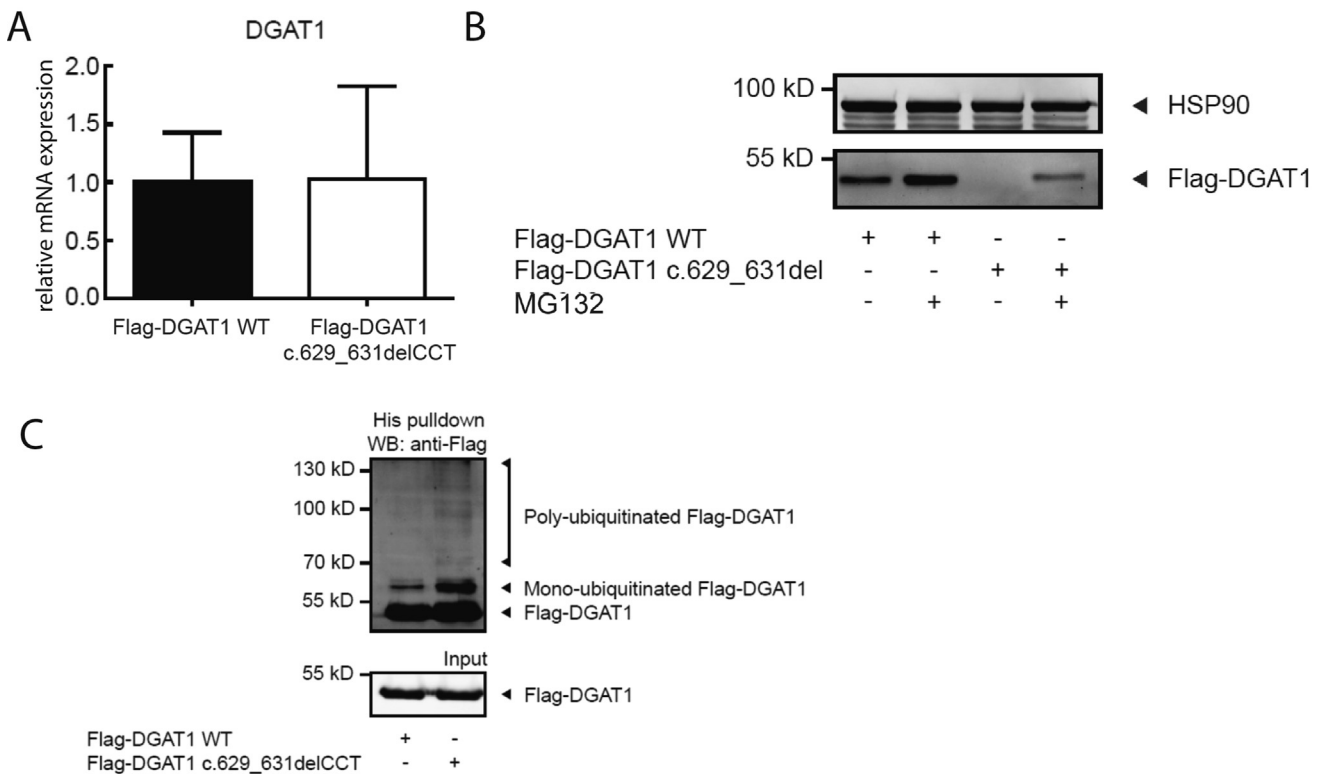 A
DGAT1
relative mRNA expression
2.0
1.5
1.0
0.5
0.0
Flag-DGAT1 WT
Flag-DGAT1
c.629_631delCCT
B
100 kD
HSP90
55 kD
Flag-DGAT1
Flag-DGAT1 WT + + - -
Flag-DGAT1 c.629_631del - - + +
MG132 - + - +
C
His pulldown
WB: anti-Flag
130 kD
100 kD
Poly-ubiquitinated Flag-DGAT1
70 kD
Mono-ubiquitinated Flag-DGAT1
55 kD
Flag-DGAT1
Input
55 kD
Flag-DGAT1
Flag-DGAT1 WT + -
Flag-DGAT1 c.629_631delCCT - +